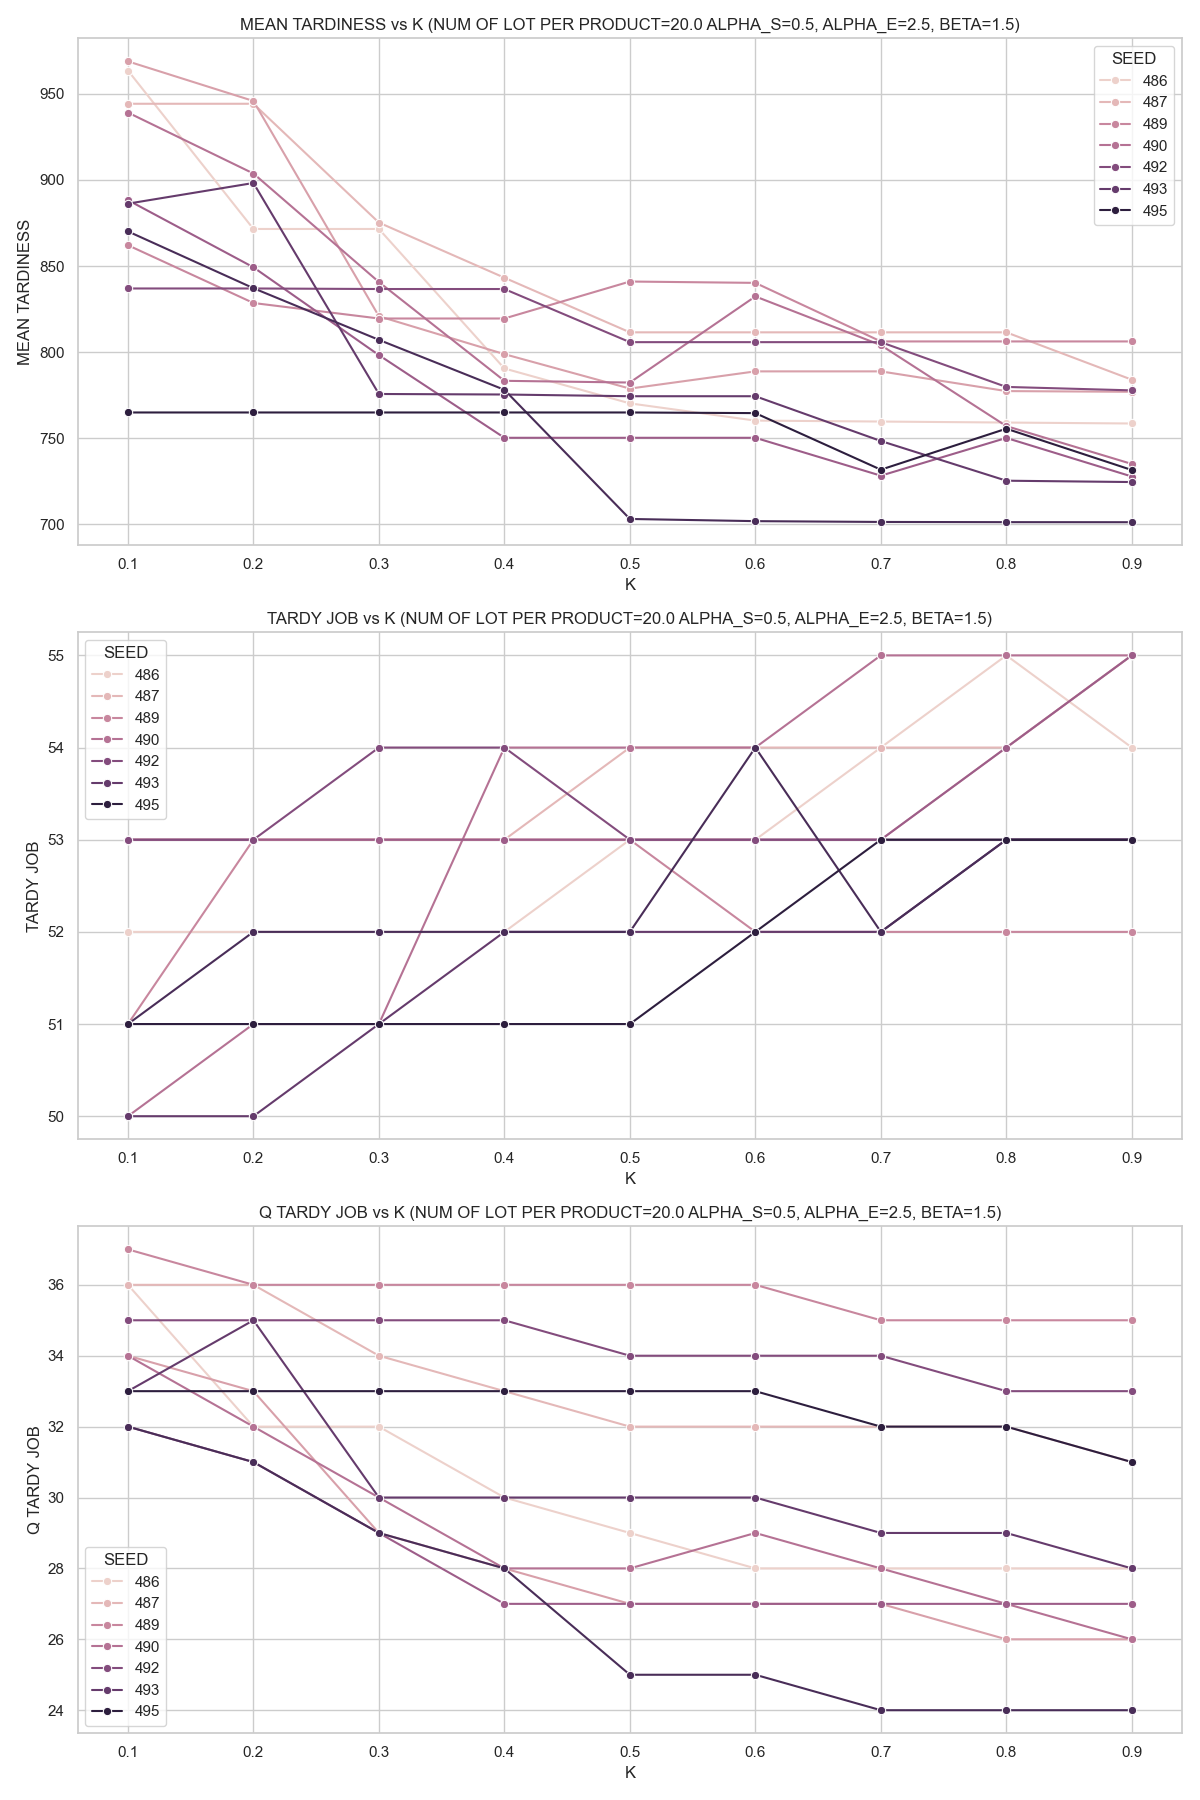 MEAN TARDINESS vs K (NUM OF LOT PER PRODUCT=20.0 ALPHA_S=0.5, ALPHA_E=2.5, BETA=1.5)
MEAN TARDINESS
950
900
850
800
750
700
SEED
486
487
489
490
492
493
495
0.1 0.2 0.3 0.4 0.5 0.6 0.7 0.8 0.9
K
TARDY JOB vs K (NUM OF LOT PER PRODUCT=20.0 ALPHA_S=0.5, ALPHA_E=2.5, BETA=1.5)
TARDY JOB
55
54
53
52
51
50
SEED
486
487
489
490
492
493
495
0.1 0.2 0.3 0.4 0.5 0.6 0.7 0.8 0.9
K
Q TARDY JOB vs K (NUM OF LOT PER PRODUCT=20.0 ALPHA_S=0.5, ALPHA_E=2.5, BETA=1.5)
Q TARDY JOB
36
34
32
30
28
26
24
SEED
486
487
489
490
492
493
495
0.1 0.2 0.3 0.4 0.5 0.6 0.7 0.8 0.9
K